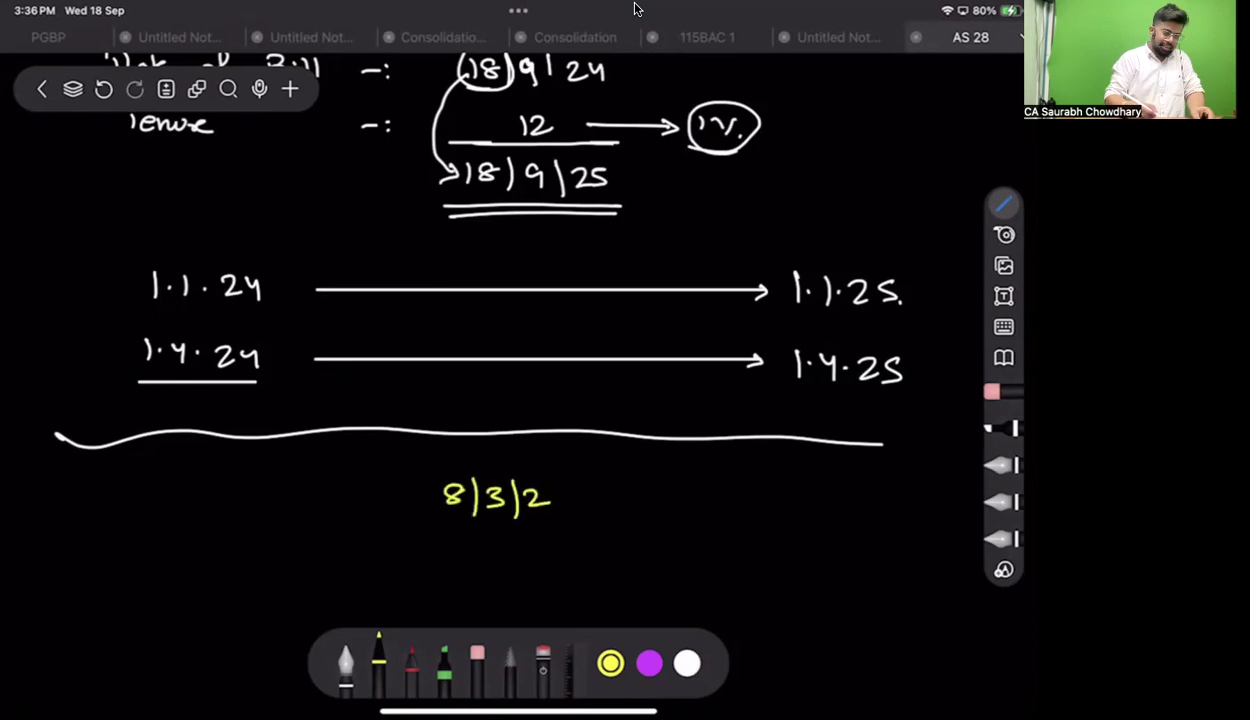 3:36 PM Wed 18 Sep
80%
PGBP
Untitled Not...
Untitled Not...
Consolidatio...
Consolidation
115BAC 1
Untitled Not...
AS 28
CA Saurabh Chowdhary
of Bill -: (18)|9|24
Tenure -: 12 → 1Y.
18|9|25
1.1.24 → 1.1.25.
1.4.24 → 1.4.25
8|3|2